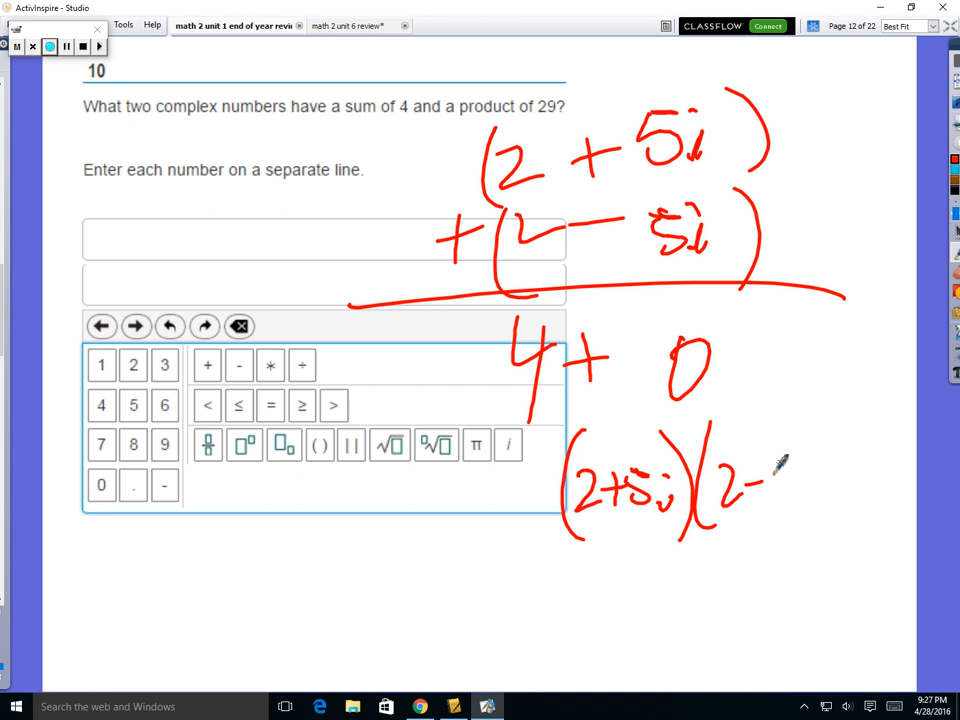 ActivInspire - Studio
Tools Insert Help
math 2 unit 1 end of year revi
math 2 unit 6 review*
CLASSFLOW Connect
Page 12 of 22
Best Fit
M
10
What two complex numbers have a sum of 4 and a product of 29?
(2 + 5i)
Enter each number on a separate line.
+(2 - 5i)
4 + 0
1 2 3 + - * ÷
4 5 6 < ≤ = ≥ >
7 8 9 ( ) | | √ √ π i
0 . -
(2+5i)(2-
Search the web and Windows
9:27 PM
4/28/2016